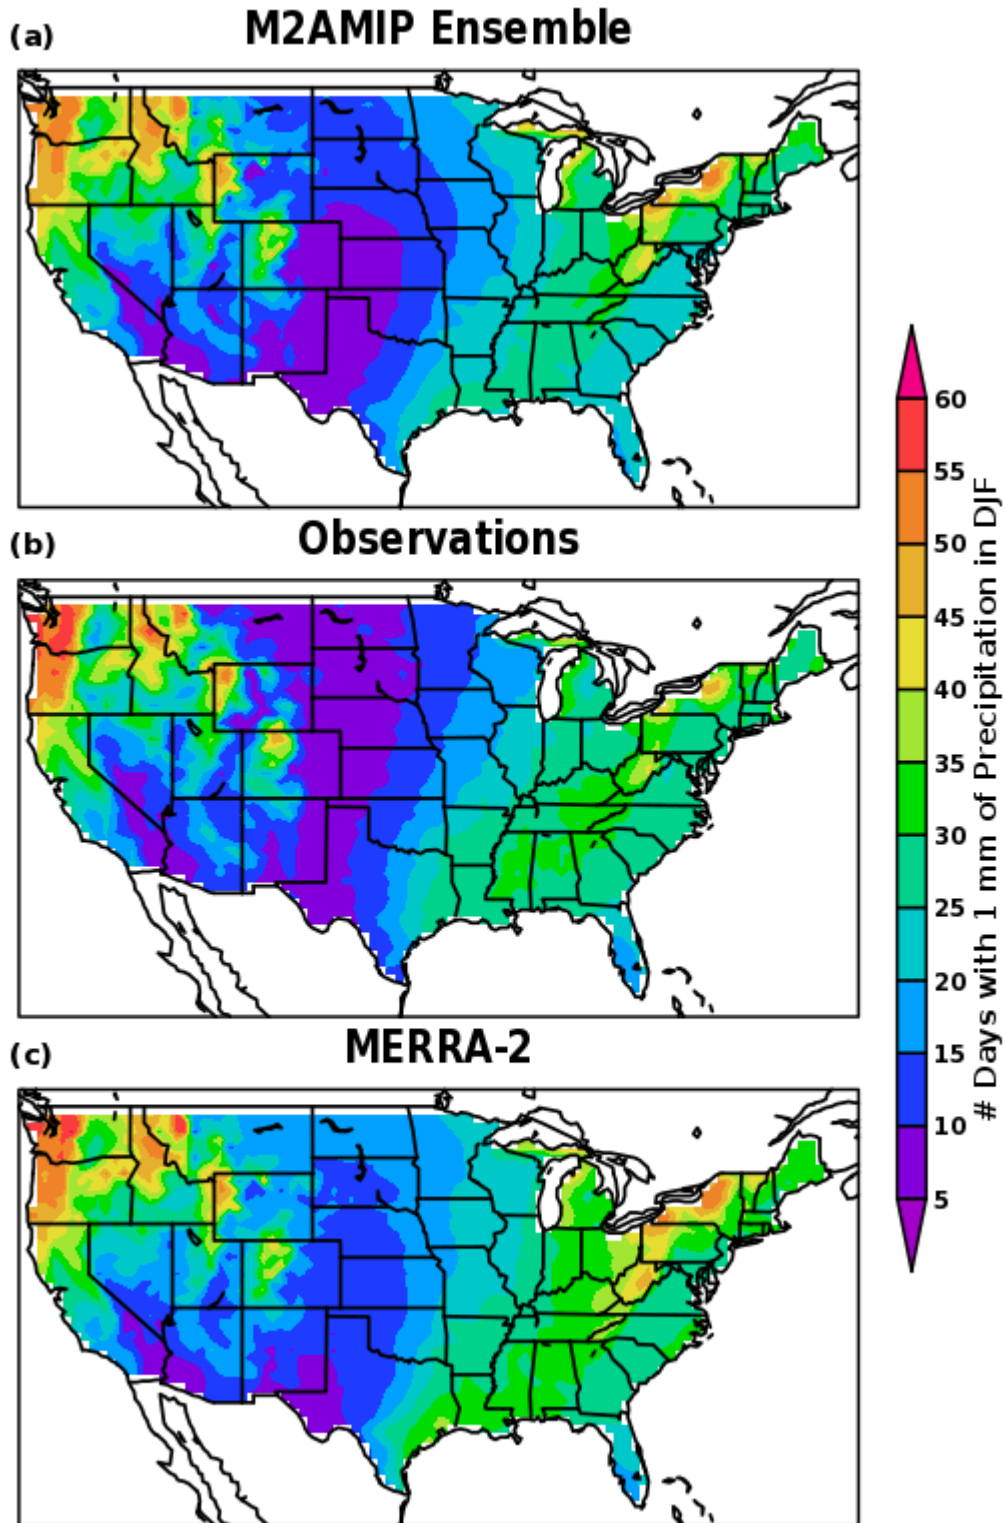 (a)
M2AMIP Ensemble
(b)
Observations
(c)
MERRA-2
60
55
50
45
40
35
30
25
20
15
10
5
# Days with 1 mm of Precipitation in DJF